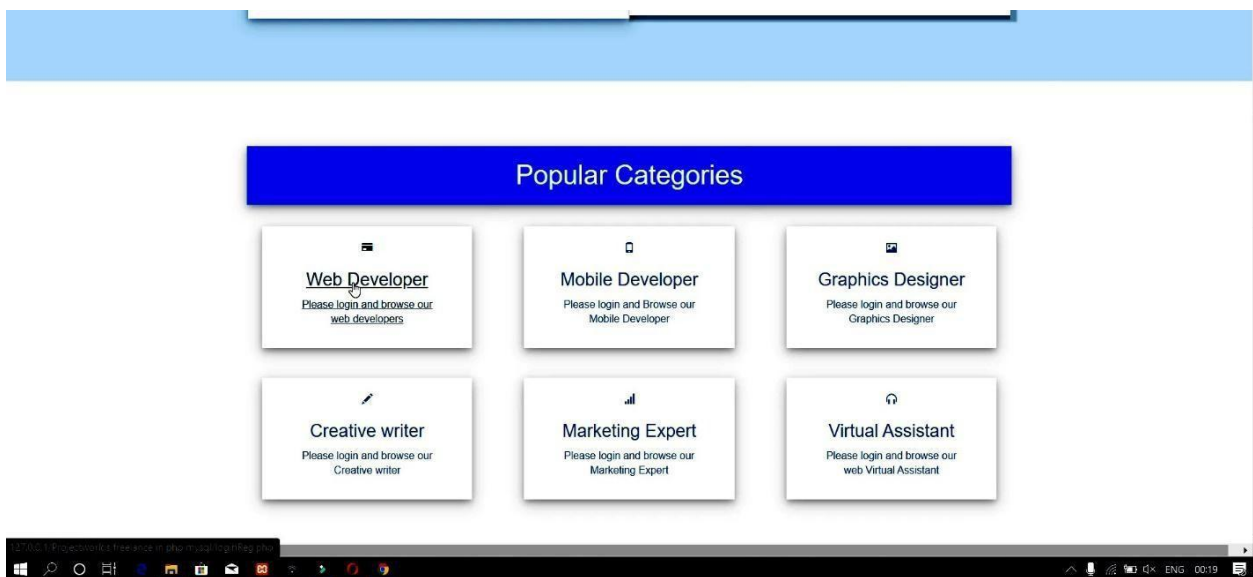 Popular Categories
Web Developer
Please login and browse our
web developers
Mobile Developer
Please login and Browse our
Mobile Developer
Graphics Designer
Please login and browse our
Graphics Designer
Creative writer
Please login and browse our
Creative writer
Marketing Expert
Please login and browse our
Marketing Expert
Virtual Assistant
Please login and browse our
web Virtual Assistant
ENG 00:19